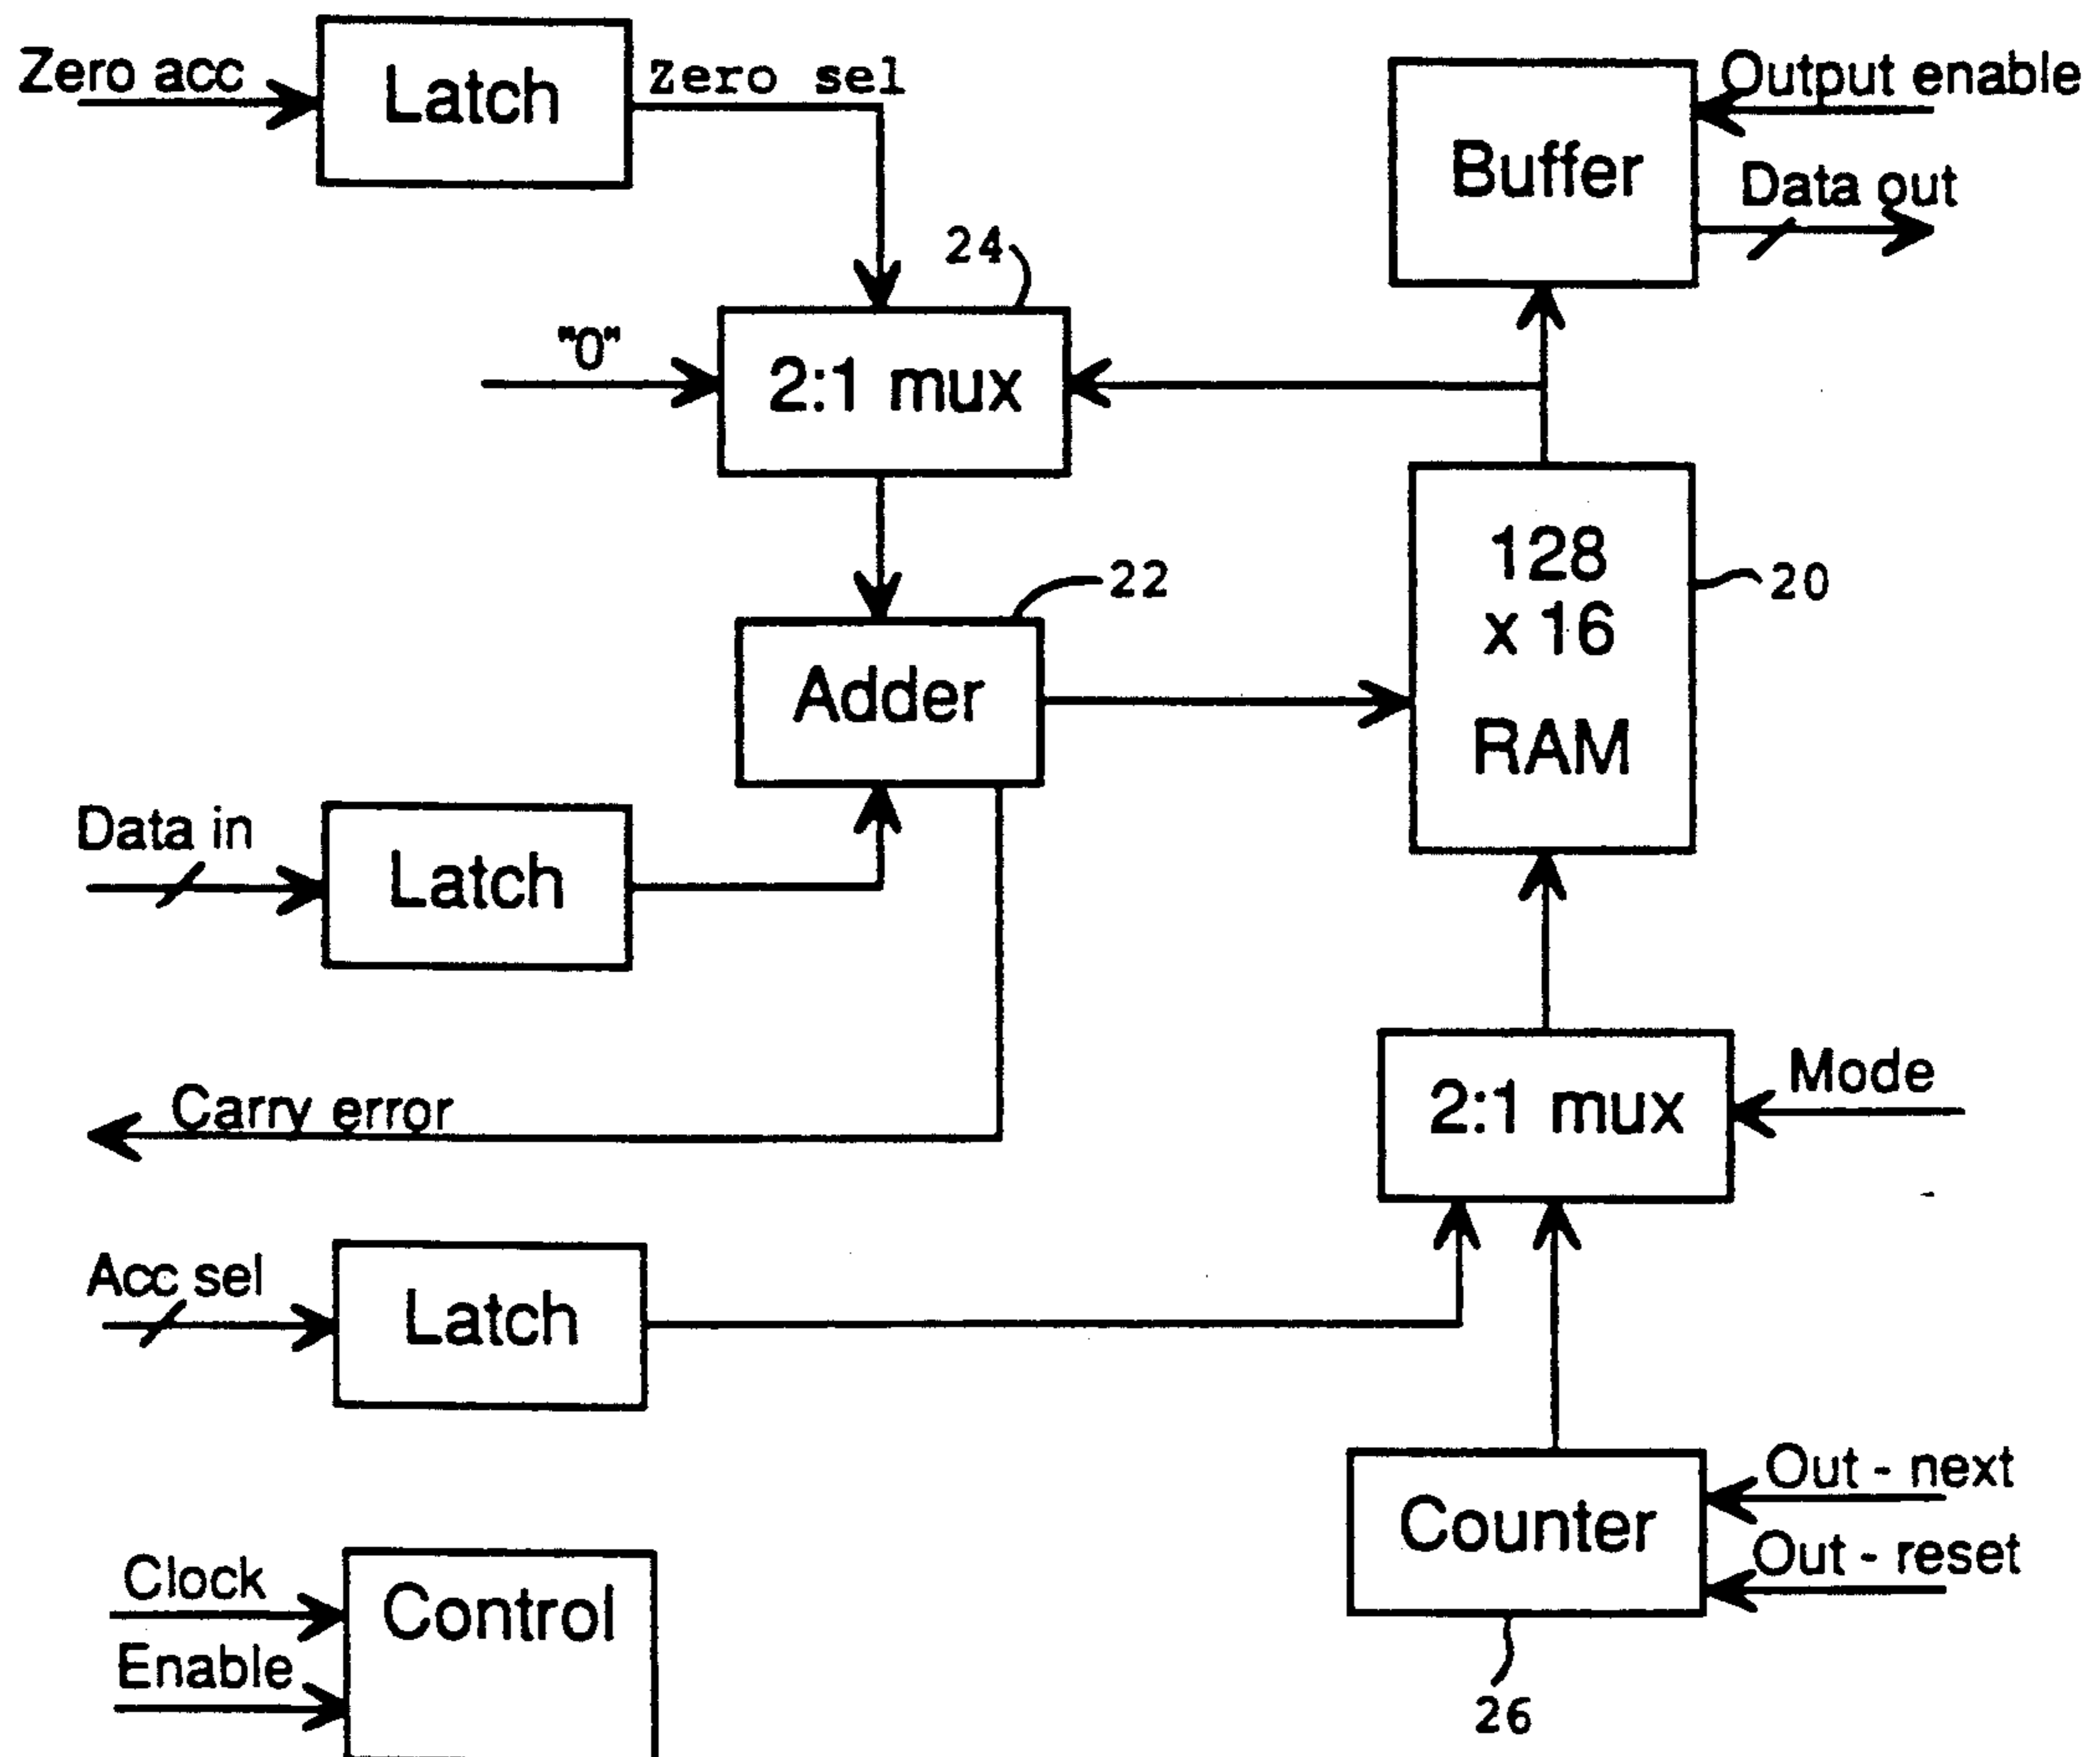 Zero acc
Latch
Zero sel
Buffer
Output enable
Data out
24
"0"
2:1 mux
128
x 16
RAM
20
22
Adder
Data in
Latch
Carry error
2:1 mux
Mode
Acc sel
Latch
Counter
Out - next
Out - reset
26
Clock
Enable
Control